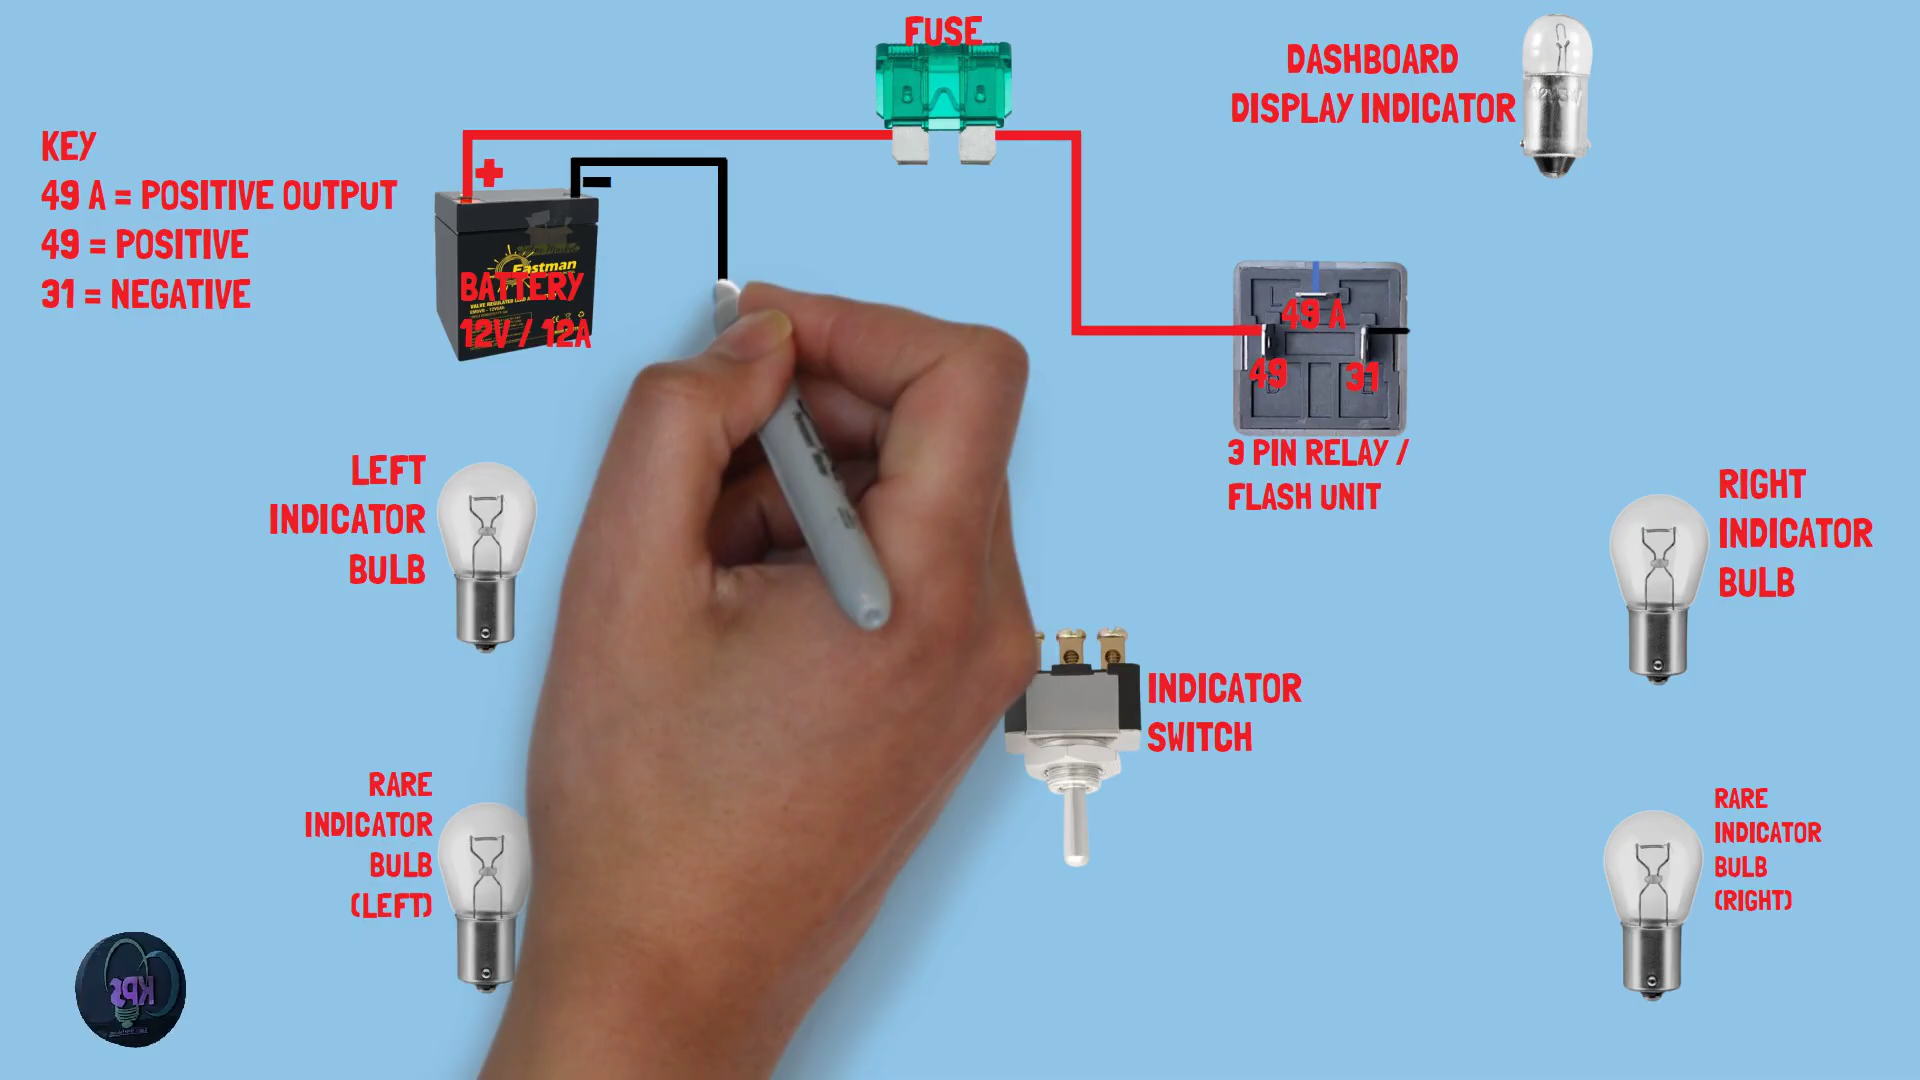 FUSE
DASHBOARD
DISPLAY INDICATOR
KEY
49 A = POSITIVE OUTPUT
49 = POSITIVE
31 = NEGATIVE
+
-
Eastman
BATTERY
12V / 12A
49 A
49
31
3 PIN RELAY /
FLASH UNIT
LEFT
INDICATOR
BULB
RIGHT
INDICATOR
BULB
INDICATOR
SWITCH
RARE
INDICATOR
BULB
(LEFT)
RARE
INDICATOR
BULB
(RIGHT)
KPS